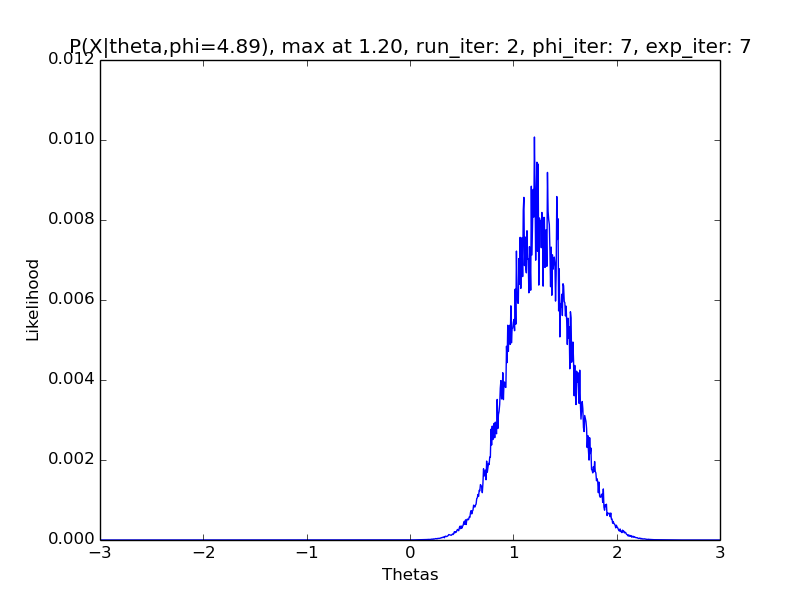 P(X|theta,phi=4.89), max at 1.20, run_iter: 2, phi_iter: 7, exp_iter: 7
0.012
0.010
0.008
0.006
0.004
0.002
0.000
Likelihood
−3 −2 −1 0 1 2 3
Thetas